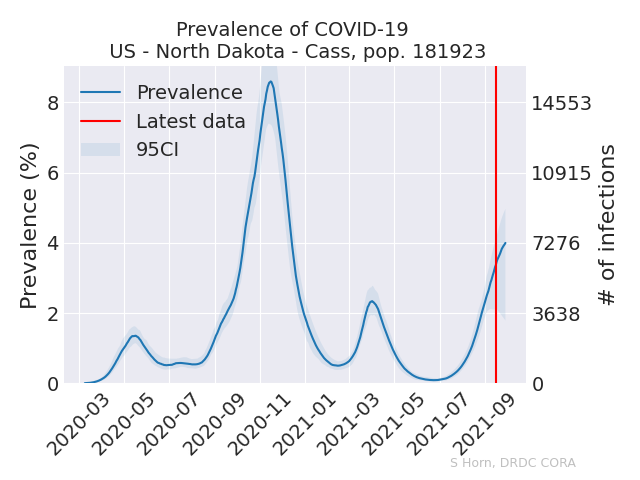 Prevalence of COVID-19
US - North Dakota - Cass, pop. 181923
Prevalence
Latest data
95CI
Prevalence (%)
8
6
4
2
0
14553
10915
7276
3638
0
# of infections
2020-03
2020-05
2020-07
2020-09
2020-11
2021-01
2021-03
2021-05
2021-07
2021-09
S Horn, DRDC CORA